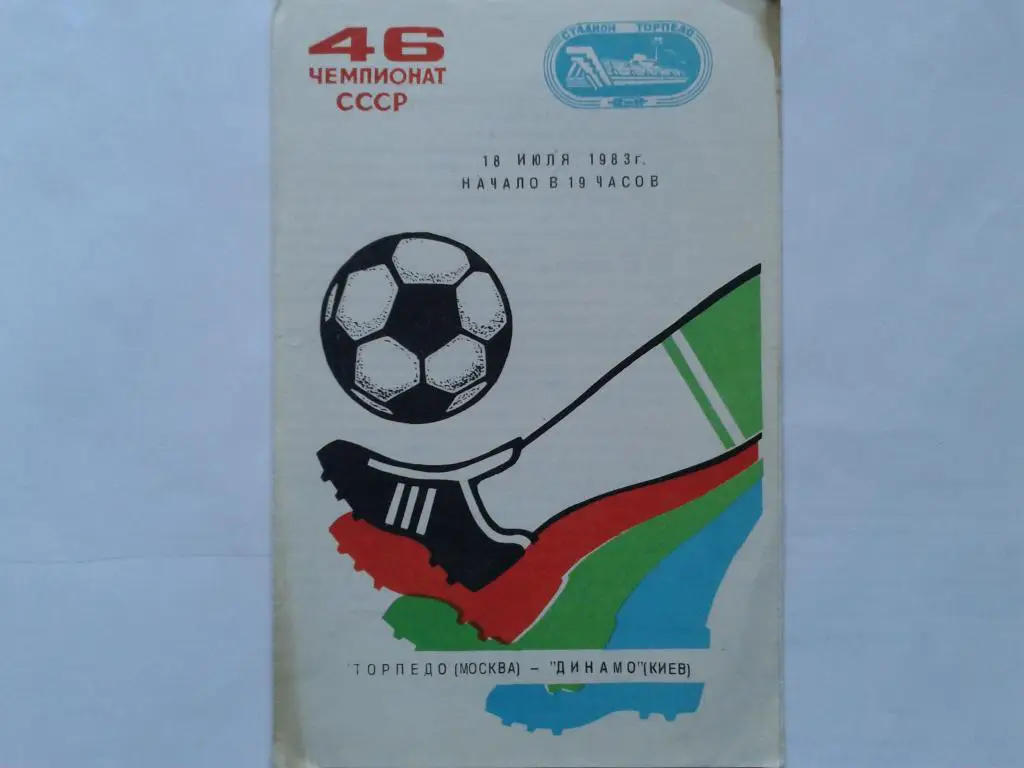 46
ЧЕМПИОНАТ
СССР
СТАДИОН ТОРПЕДО
18 ИЮЛЯ 1983г.
НАЧАЛО В 19 ЧАСОВ
ТОРПЕДО (МОСКВА) – "ДИНАМО" (КИЕВ)